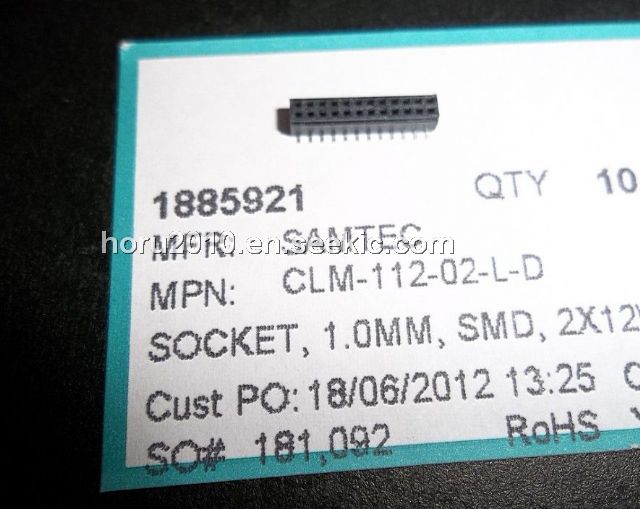 1885921 QTY 10
MFR: SAMTEC
horu2010.en.seekic.com
MPN: CLM-112-02-L-D
SOCKET, 1.0MM, SMD, 2X12
Cust PO: 18/06/2012 13:25
SO# 181,092 RoHS